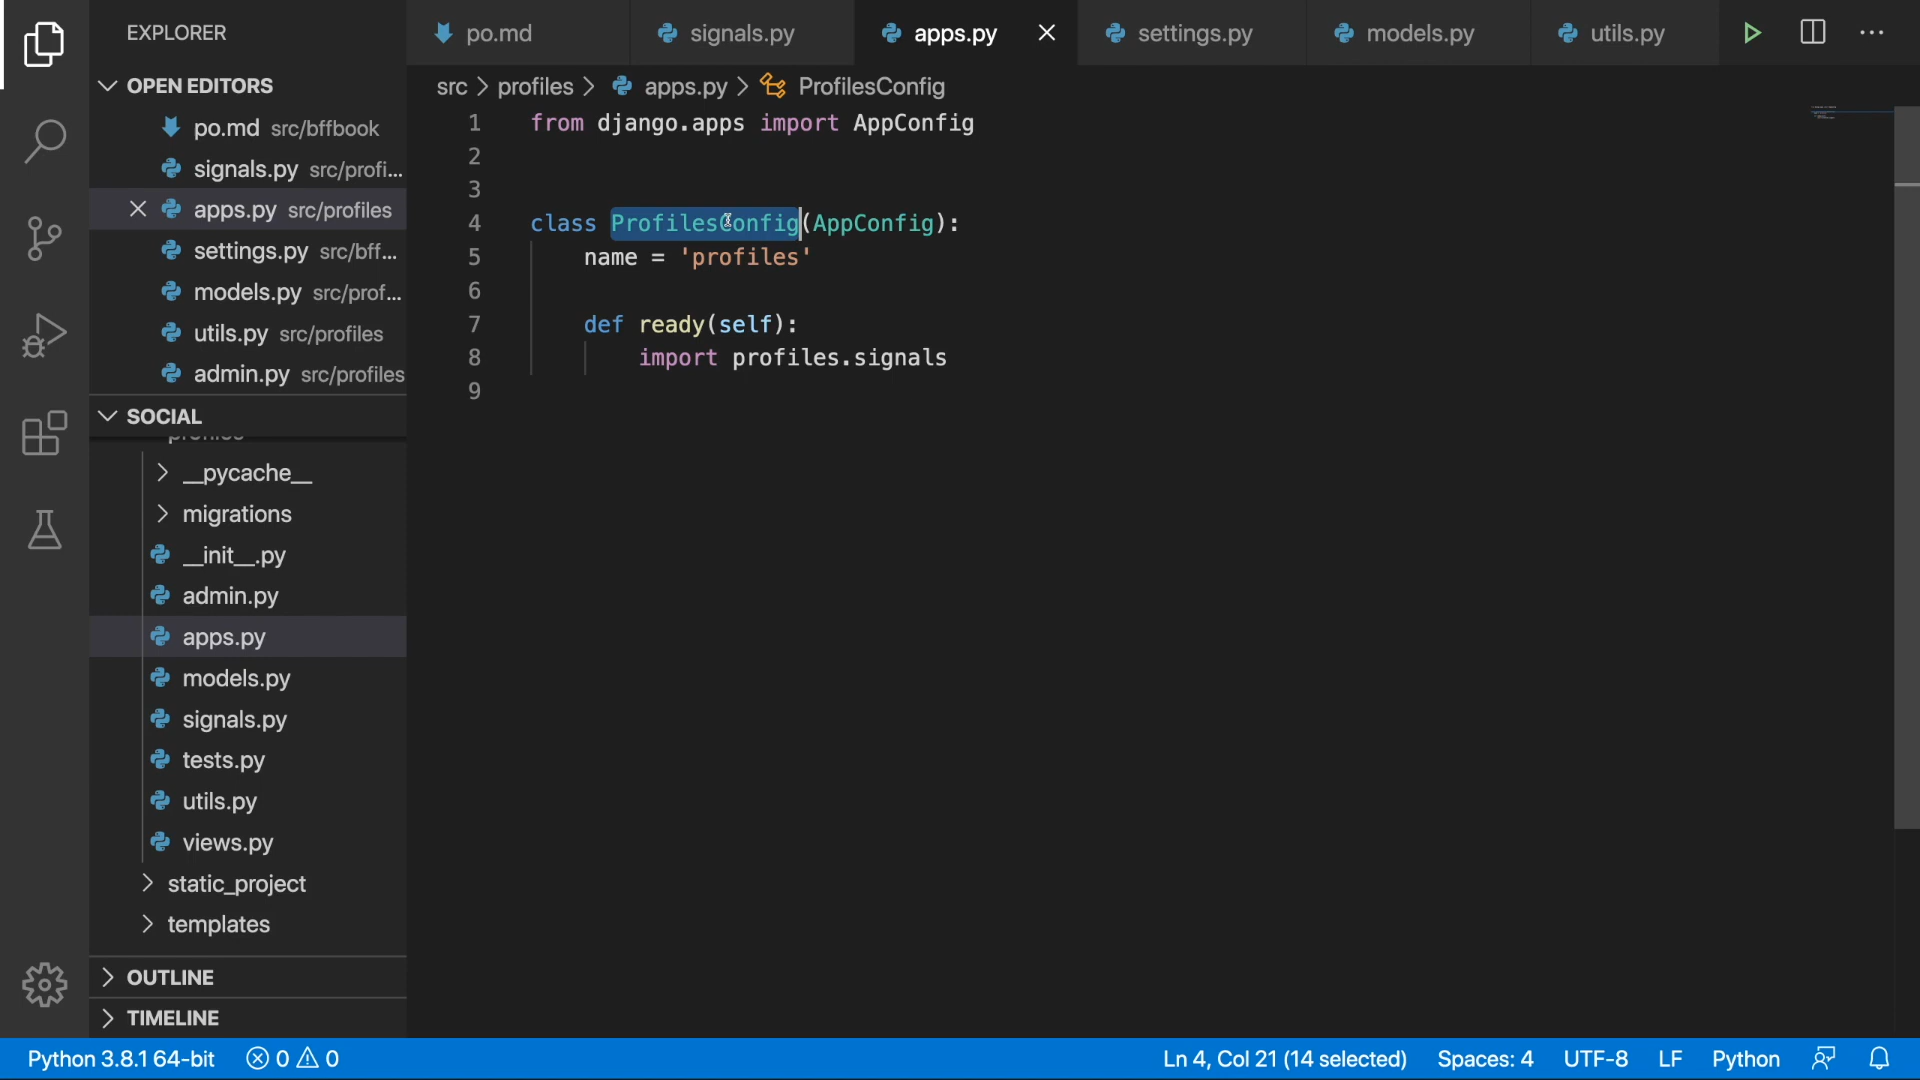 EXPLORER
OPEN EDITORS
po.md src/bffbook
signals.py src/profi...
apps.py src/profiles
settings.py src/bff...
models.py src/prof...
utils.py src/profiles
admin.py src/profiles
SOCIAL
profiles
__pycache__
migrations
__init__.py
admin.py
apps.py
models.py
signals.py
tests.py
utils.py
views.py
static_project
templates
OUTLINE
TIMELINE
po.md signals.py apps.py settings.py models.py utils.py
src > profiles > apps.py > ProfilesConfig
1 from django.apps import AppConfig
2
3
4 class ProfilesConfig(AppConfig):
5 name = 'profiles'
6
7 def ready(self):
8 import profiles.signals
9
Python 3.8.1 64-bit 0 0 Ln 4, Col 21 (14 selected) Spaces: 4 UTF-8 LF Python